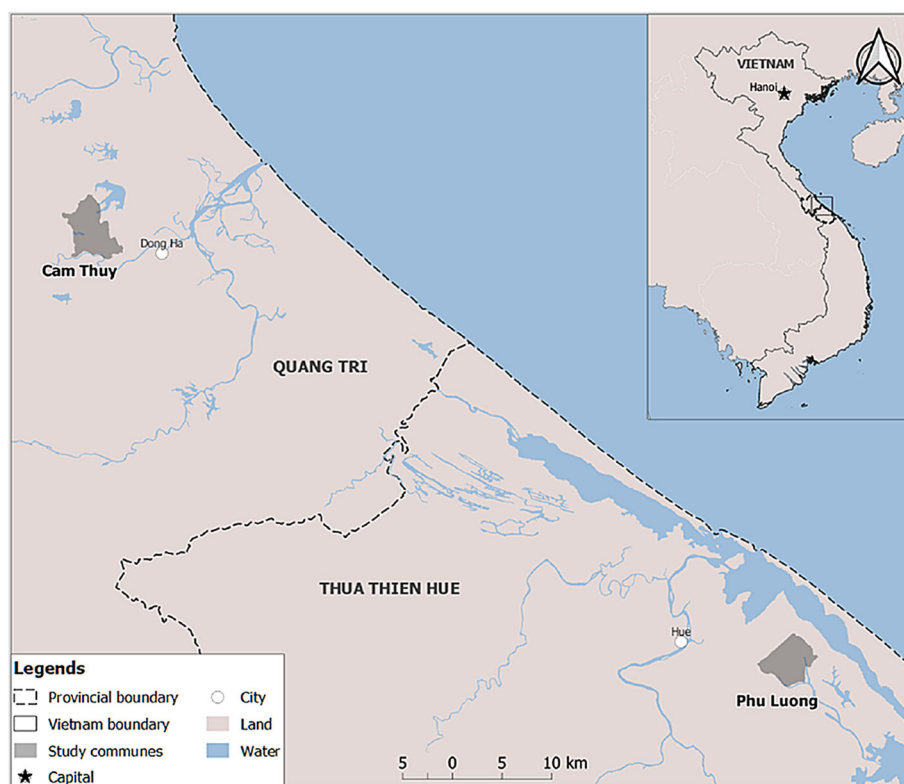 VIETNAM
Hanoi
Dong Ha
Cam Thuy
QUANG TRI
THUA THIEN HUE
Hue
Phu Luong
Legends
Provincial boundary
City
Vietnam boundary
Land
Study communes
Water
Capital
5 0 5 10 km